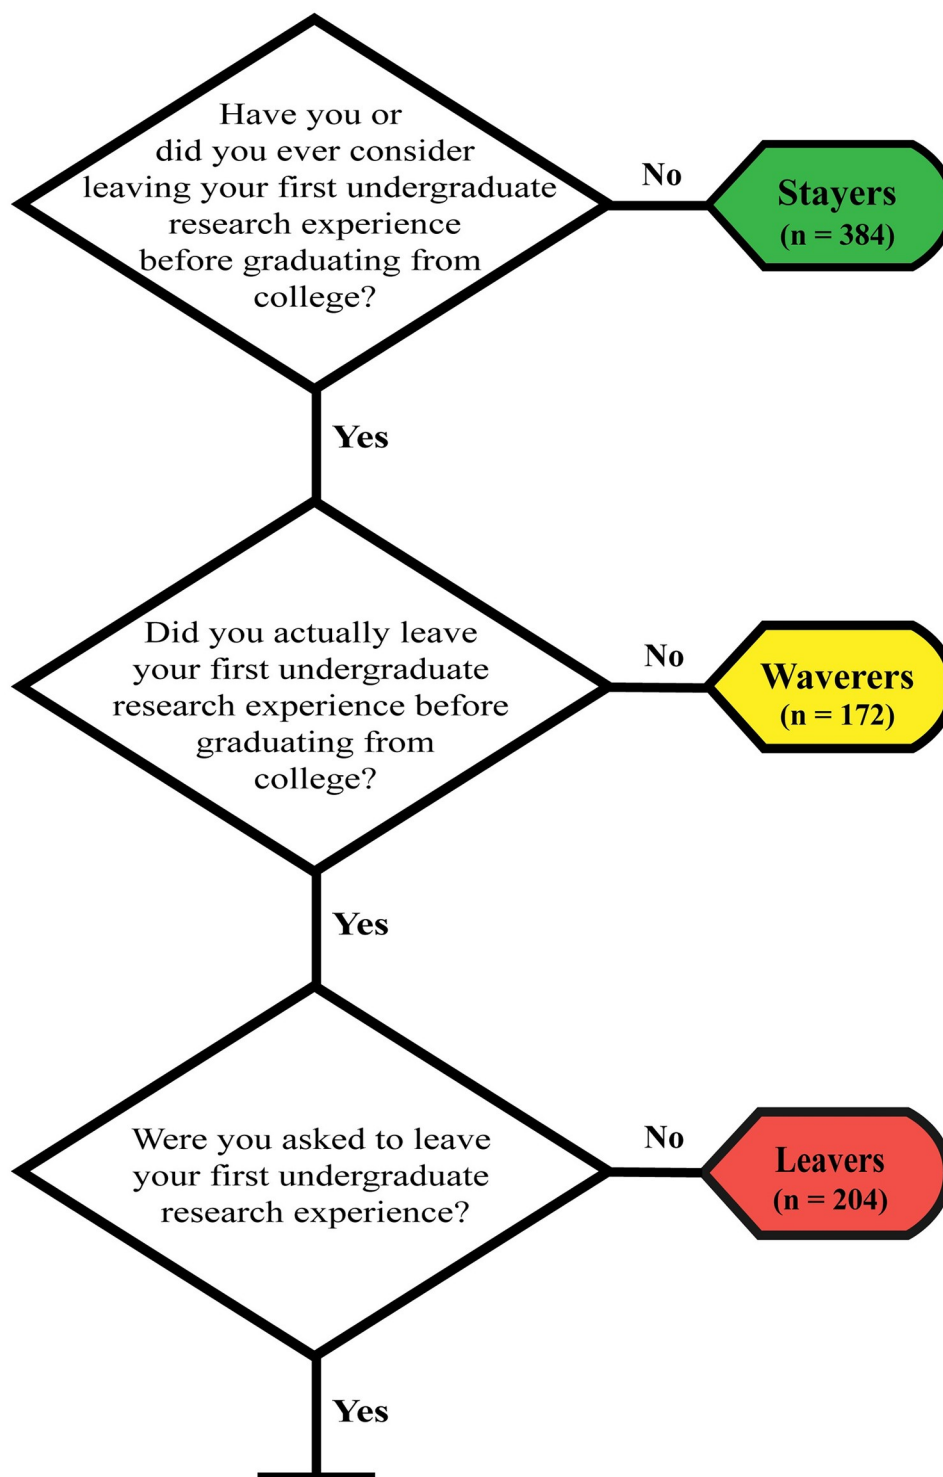 Have you or
did you ever consider
leaving your first undergraduate
research experience
before graduating from
college?
No
Stayers
(n = 384)
Yes
Did you actually leave
your first undergraduate
research experience before
graduating from
college?
No
Waverers
(n = 172)
Yes
Were you asked to leave
your first undergraduate
research experience?
No
Leavers
(n = 204)
Yes